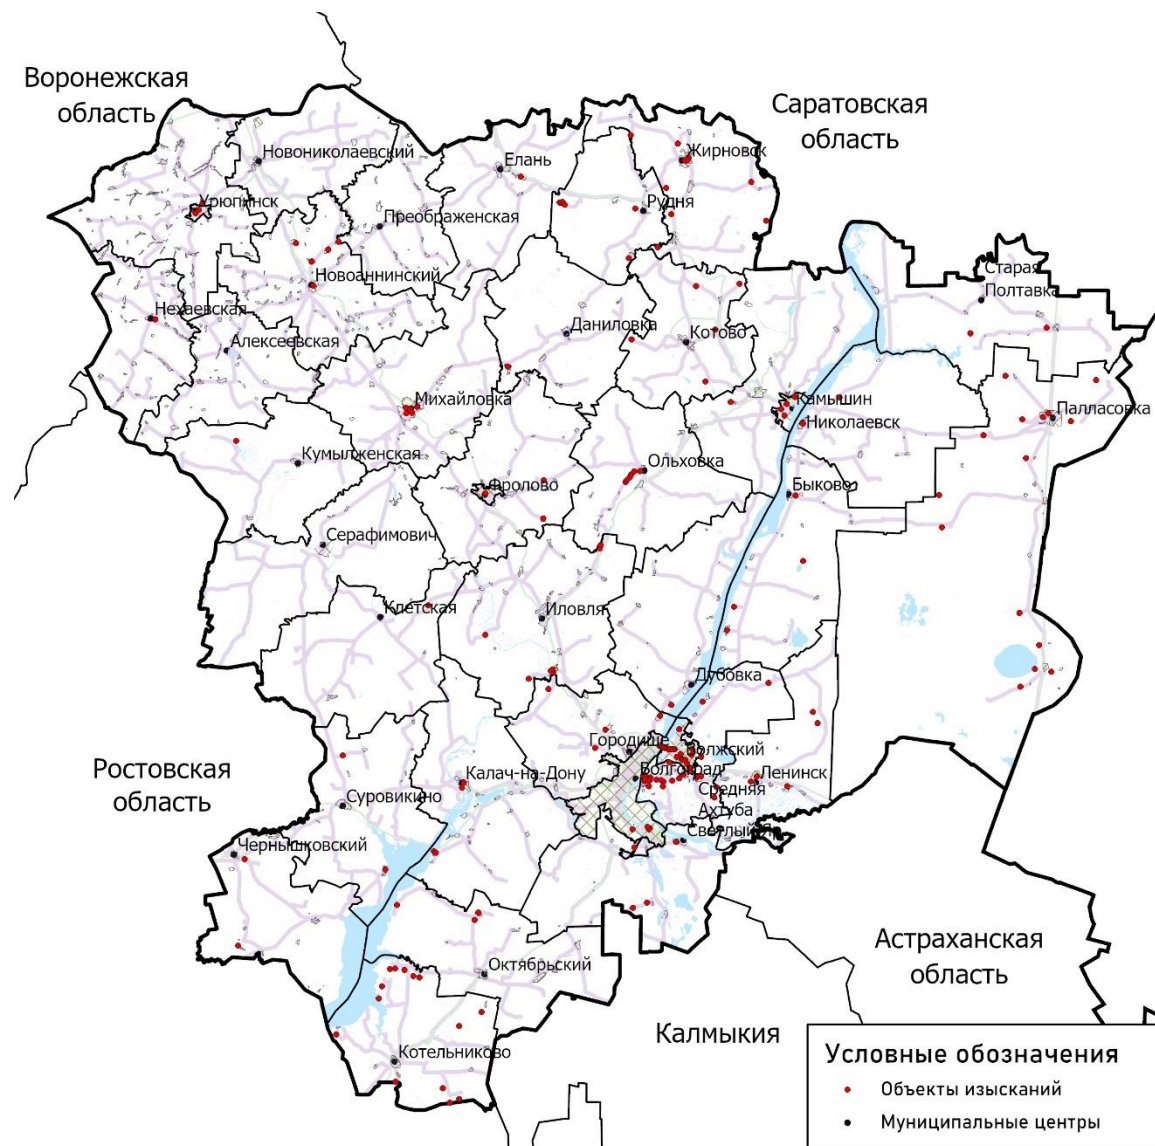 Воронежская
область
Саратовская
область
Новониколаевский
Елань
Жирновск
Урюпинск
Преображенская
Рудня
Новоаннинский
Старая
Полтавка
Нехаевская
Алексеевская
Даниловка
Котово
Михайловка
Камышин
Николаевск
Палласовка
Кумылженская
Фролово
Ольховка
Быково
Серафимович
Клетская
Иловля
Дубовка
Ростовская
область
Городище
Волжский
Волгоград
Калач-на-Дону
Ленинск
Средняя
Ахтуба
Суровикино
Светлый Яр
Чернышковский
Астраханская
область
Октябрьский
Калмыкия
Котельниково
Условные обозначения
Объекты изысканий
Муниципальные центры